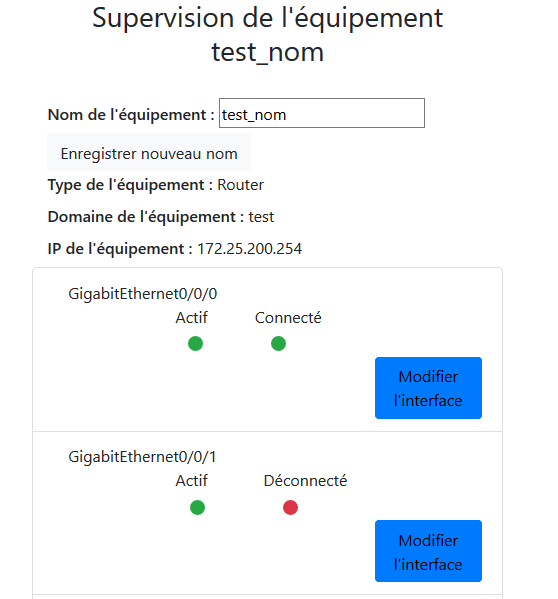 Supervision de l'équipement
test_nom
Nom de l'équipement : test_nom
Enregistrer nouveau nom
Type de l'équipement : Router
Domaine de l'équipement : test
IP de l'équipement : 172.25.200.254
GigabitEthernet0/0/0
Actif Connecté
Modifier
l'interface
GigabitEthernet0/0/1
Actif Déconnecté
Modifier
l'interface